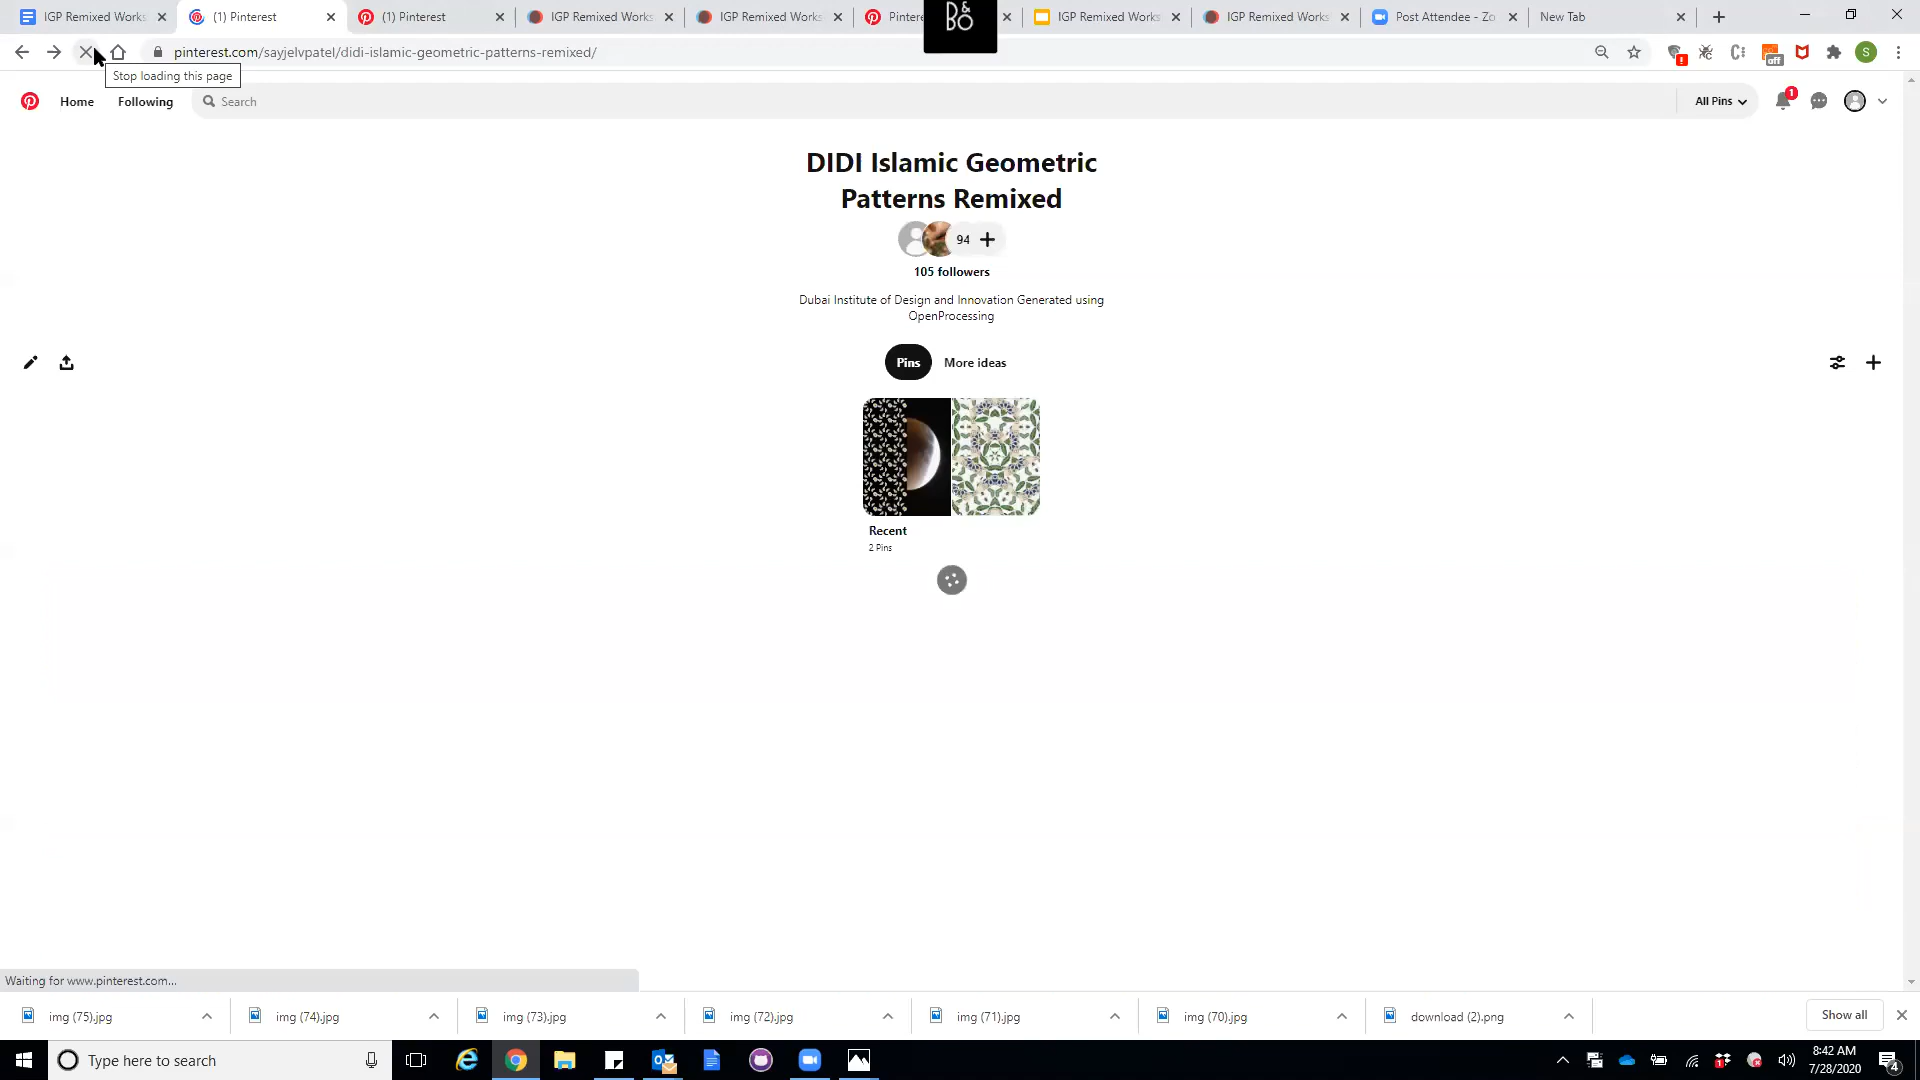 IGP Remixed Works
(1) Pinterest
(1) Pinterest
IGP Remixed Works
IGP Remixed Works
Pintere
B&
BO
IGP Remixed Works
IGP Remixed Works
Post Attendee - Zo
New Tab
pinterest.com/sayjelvpatel/didi-islamic-geometric-patterns-remixed/
off
S
Stop loading this page
Home
Following
Search
All Pins
1
DIDI Islamic Geometric
Patterns Remixed
94
105 followers
Dubai Institute of Design and Innovation Generated using
OpenProcessing
Pins
More ideas
Recent
2 Pins
Waiting for www.pinterest.com...
img (75).jpg
img (74).jpg
img (73).jpg
img (72).jpg
img (71).jpg
img (70).jpg
download (2).png
Show all
Type here to search
8:42 AM
7/28/2020
4